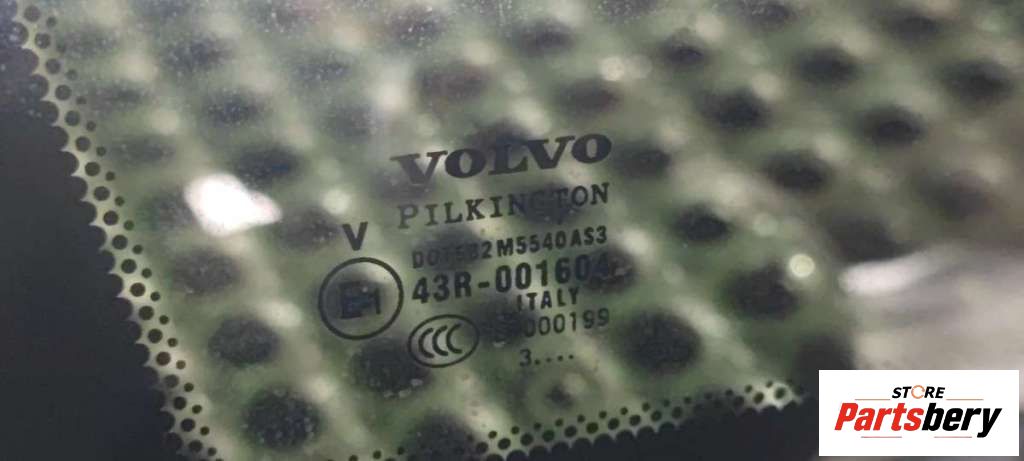 VOLVO
PILKINGTON
V
DOT582M5540AS3
E1
43R-001604
ITALY
CCC
000199
3....
STORE
Partsbery